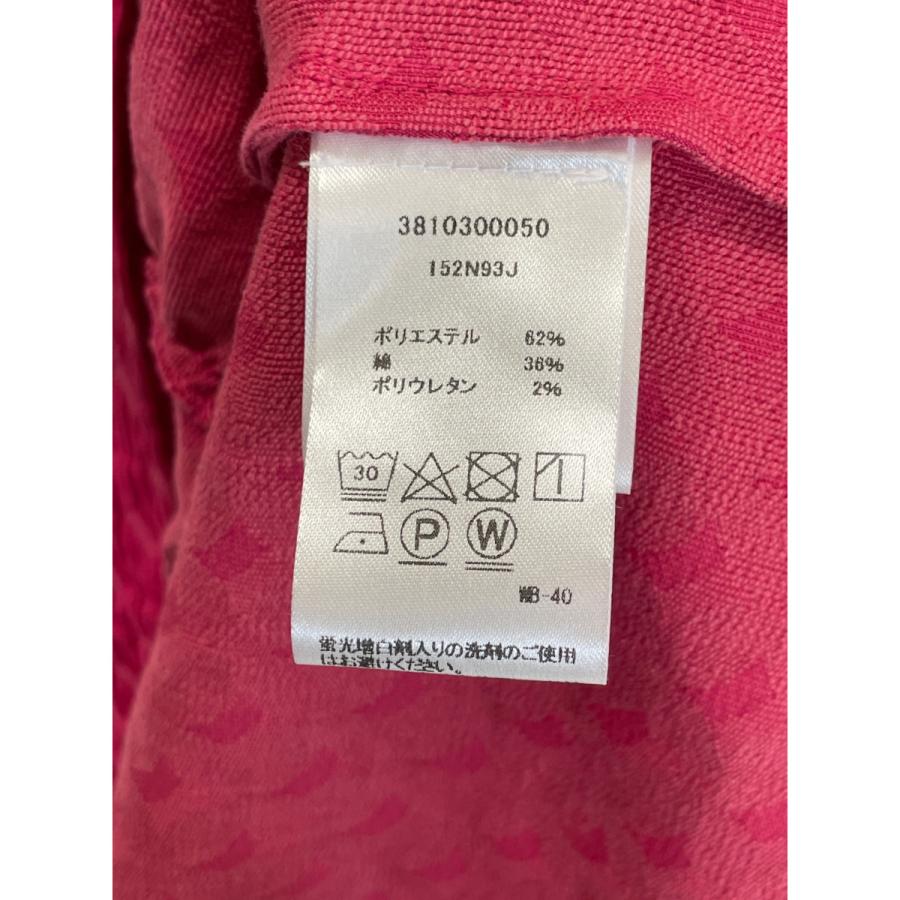 3810300050
152N93J
ポリエステル 62%
綿 36%
ポリウレタン 2%
30
P W
WB-40
蛍光増白剤入りの洗剤のご使用
はお避けください。